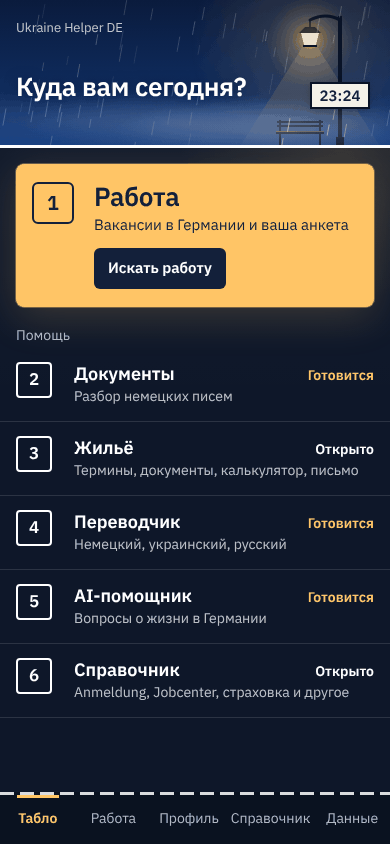 Ukraine Helper DE
Куда вам сегодня?
23:24
1
Работа
Вакансии в Германии и ваша анкета
Искать работу
Помощь
2
Документы
Готовится
Разбор немецких писем
3
Жильё
Открыто
Термины, документы, калькулятор, письмо
4
Переводчик
Готовится
Немецкий, украинский, русский
5
AI-помощник
Готовится
Вопросы о жизни в Германии
6
Справочник
Открыто
Anmeldung, Jobcenter, страховка и другое
Табло Работа Профиль Справочник Данные